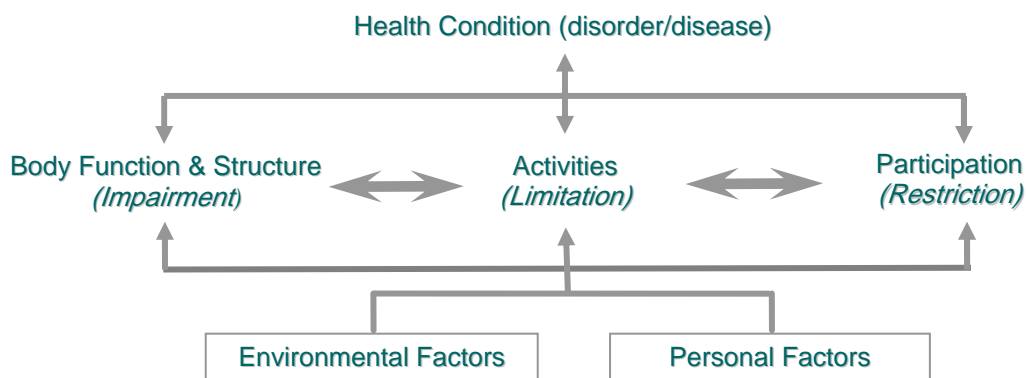 Health Condition (disorder/disease)
Body Function & Structure
(Impairment)
Activities
(Limitation)
Participation
(Restriction)
Environmental Factors
Personal Factors